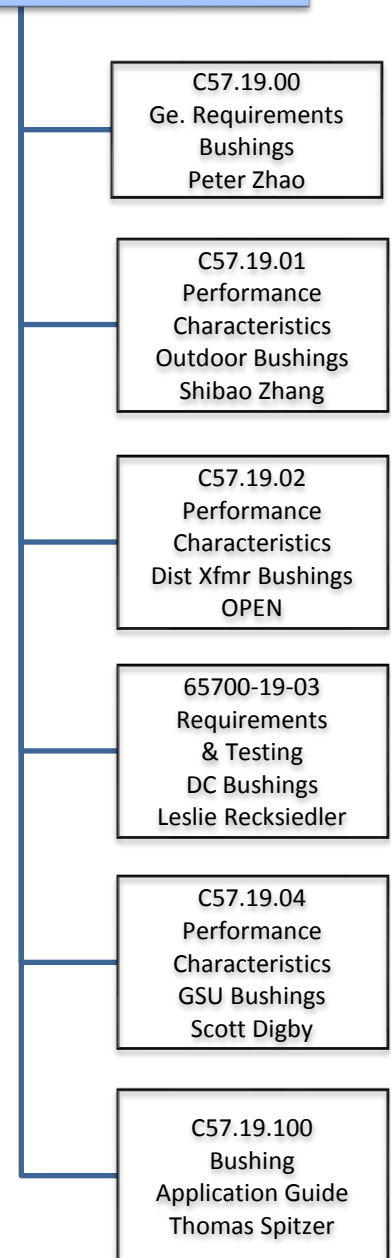 C57.19.00
Ge. Requirements
Bushings
Peter Zhao
C57.19.01
Performance
Characteristics
Outdoor Bushings
Shibao Zhang
C57.19.02
Performance
Characteristics
Dist Xfmr Bushings
OPEN
65700-19-03
Requirements
& Testing
DC Bushings
Leslie Recksiedler
C57.19.04
Performance
Characteristics
GSU Bushings
Scott Digby
C57.19.100
Bushing
Application Guide
Thomas Spitzer